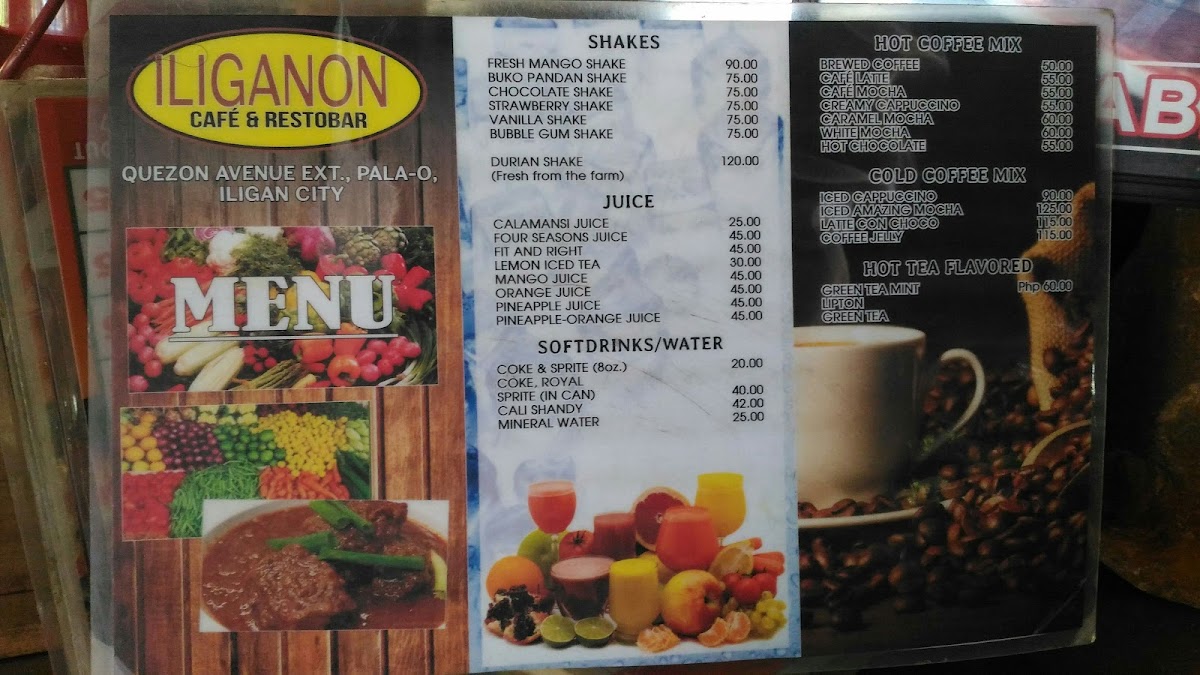 ILIGANON
CAFÉ & RESTOBAR
QUEZON AVENUE EXT., PALA-O,
ILIGAN CITY
MENU
SHAKES
FRESH MANGO SHAKE 90.00
BUKO PANDAN SHAKE 75.00
CHOCOLATE SHAKE 75.00
STRAWBERRY SHAKE 75.00
VANILLA SHAKE 75.00
BUBBLE GUM SHAKE 75.00
DURIAN SHAKE 120.00
(Fresh from the farm)
JUICE
CALAMANSI JUICE 25.00
FOUR SEASONS JUICE 45.00
FIT AND RIGHT 45.00
LEMON ICED TEA 30.00
MANGO JUICE 45.00
ORANGE JUICE 45.00
PINEAPPLE JUICE 45.00
PINEAPPLE-ORANGE JUICE 45.00
SOFTDRINKS/WATER
COKE & SPRITE (8oz.) 20.00
COKE, ROYAL
SPRITE (IN CAN) 40.00
CALI SHANDY 42.00
MINERAL WATER 25.00
HOT COFFEE MIX
BREWED COFFEE 50.00
CAFÉ LATTE 55.00
CAFÉ MOCHA 55.00
CREAMY CAPPUCCINO 55.00
CARAMEL MOCHA 60.00
WHITE MOCHA 60.00
HOT CHOCOLATE 55.00
COLD COFFEE MIX
ICED CAPPUCCINO 90.00
ICED AMAZING MOCHA 125.00
LATTE CON CHOCO 115.00
COFFEE JELLY 115.00
HOT TEA FLAVORED
GREEN TEA MINT Php 60.00
LIPTON
GREEN TEA
AB